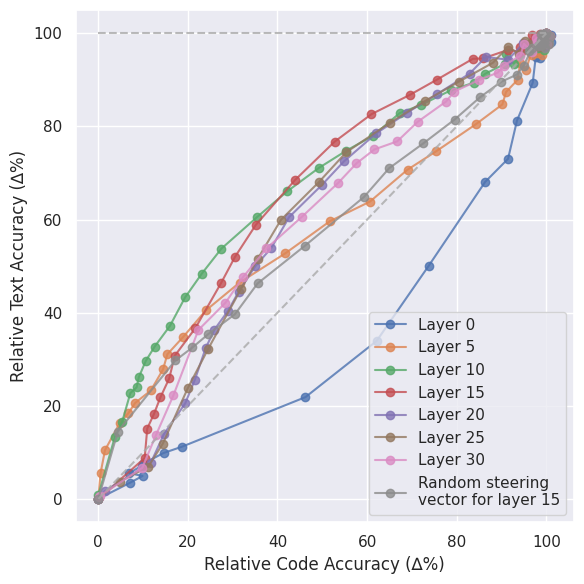 100
80
60
40
20
0
Relative Text Accuracy (Δ%)
Layer 0
Layer 5
Layer 10
Layer 15
Layer 20
Layer 25
Layer 30
Random steering
vector for layer 15
0
20
40
60
80
100
Relative Code Accuracy (Δ%)